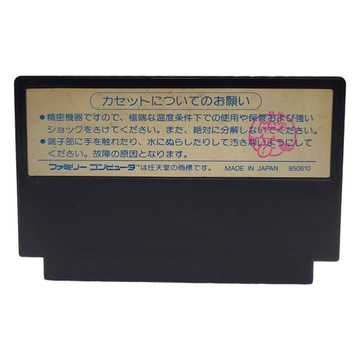 カセットについてのお願い
●精密機器ですので、極端な温度条件下での使用や保管および強い
ショックをさけてください。また、絶対に分解しないでください。
●端子部に手を触れたり、水にぬらしたりして汚さないようにして
ください。故障の原因となります。
ファミリーコンピュータ™は任天堂の商標です。 MADE IN JAPAN 850610